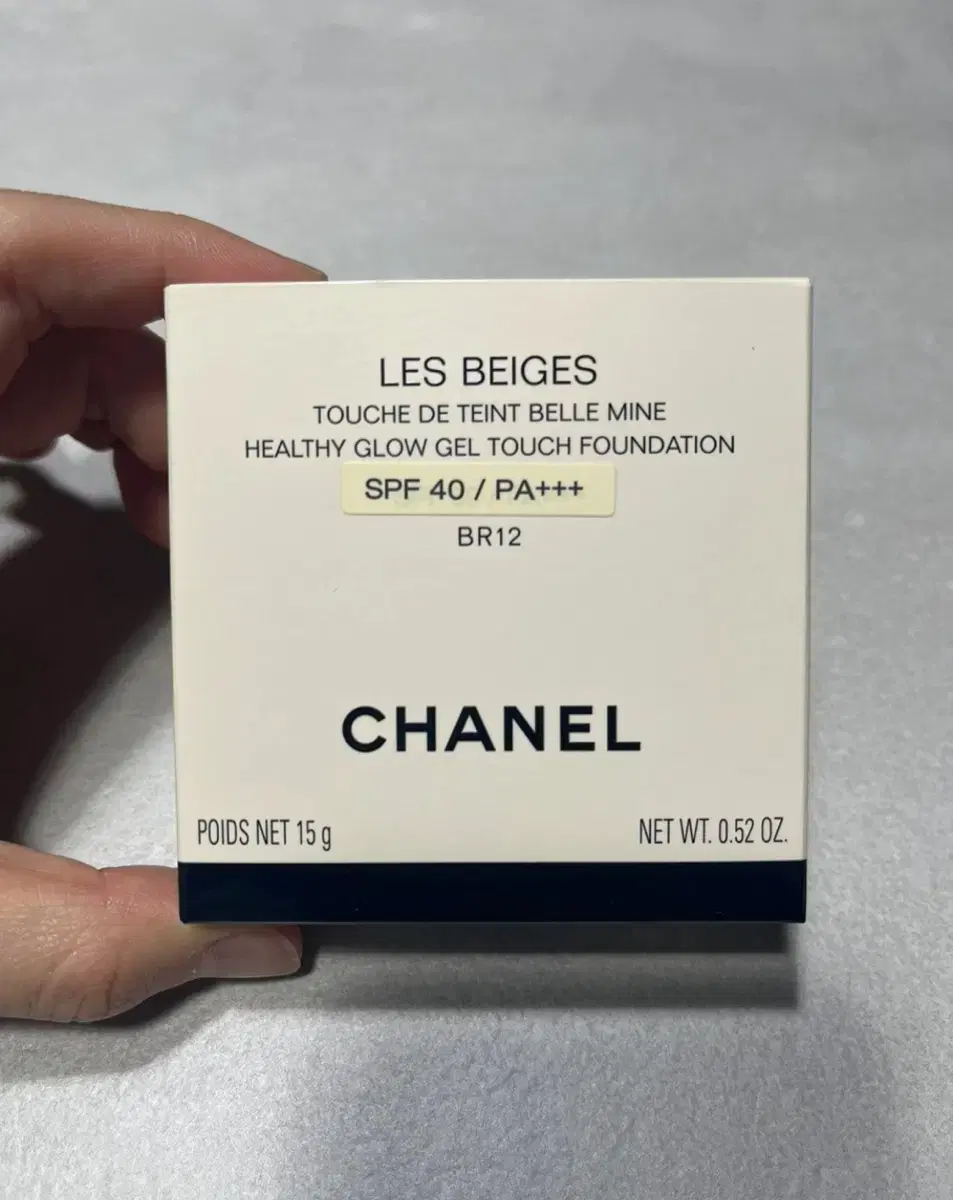 LES BEIGES
TOUCHE DE TEINT BELLE MINE
HEALTHY GLOW GEL TOUCH FOUNDATION
SPF 40 / PA+++
BR12
CHANEL
POIDS NET 15 g
NET WT. 0.52 OZ.